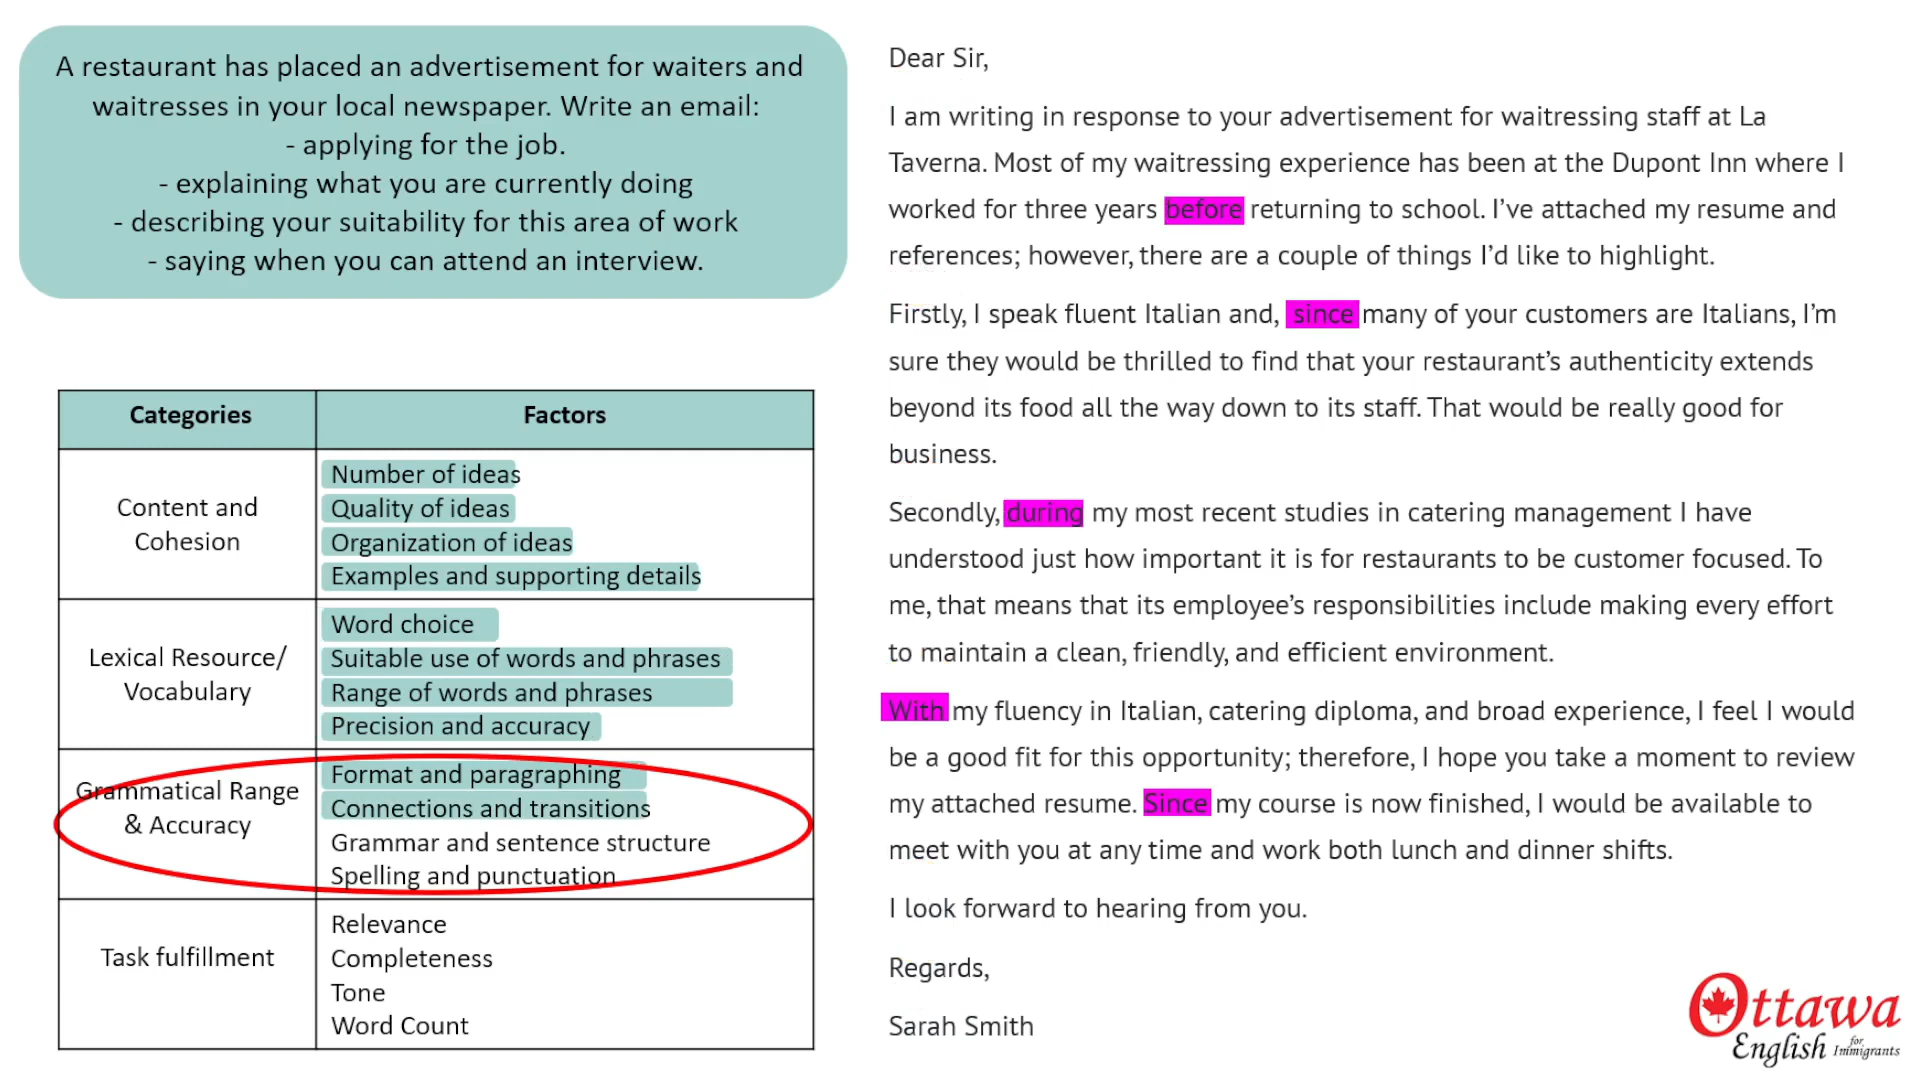 A restaurant has placed an advertisement for waiters and
waitresses in your local newspaper. Write an email:
- applying for the job.
- explaining what you are currently doing
- describing your suitability for this area of work
- saying when you can attend an interview.
Categories
Factors
Content and
Cohesion
Number of ideas
Quality of ideas
Organization of ideas
Examples and supporting details
Lexical Resource/
Vocabulary
Word choice
Suitable use of words and phrases
Range of words and phrases
Precision and accuracy
Grammatical Range
& Accuracy
Format and paragraphing
Connections and transitions
Grammar and sentence structure
Spelling and punctuation
Task fulfillment
Relevance
Completeness
Tone
Word Count
Dear Sir,
I am writing in response to your advertisement for waitressing staff at La
Taverna. Most of my waitressing experience has been at the Dupont Inn where I
worked for three years before returning to school. I’ve attached my resume and
references; however, there are a couple of things I’d like to highlight.
Firstly, I speak fluent Italian and, since many of your customers are Italians, I’m
sure they would be thrilled to find that your restaurant’s authenticity extends
beyond its food all the way down to its staff. That would be really good for
business.
Secondly, during my most recent studies in catering management I have
understood just how important it is for restaurants to be customer focused. To
me, that means that its employee’s responsibilities include making every effort
to maintain a clean, friendly, and efficient environment.
With my fluency in Italian, catering diploma, and broad experience, I feel I would
be a good fit for this opportunity; therefore, I hope you take a moment to review
my attached resume. Since my course is now finished, I would be available to
meet with you at any time and work both lunch and dinner shifts.
I look forward to hearing from you.
Regards,
Sarah Smith
Ottawa
English for Immigrants